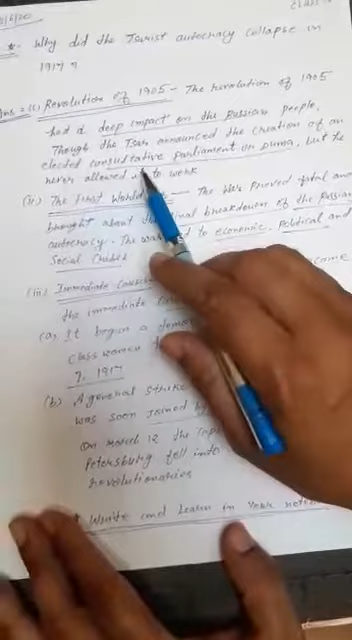 Why did the Tsarist autocracy collapse in
1917?
Ans = (i) Revolution of 1905 - The revolution of 1905
had a deep impact on the Russian people,
Though the Tsar announced the creation of an
elected consultative parliament on duma, but he
never allowed it to work
(ii) The First World - The War proved fatal and
brought about the final breakdown of the Russian
autocracy. The war led to economic, political and
Social Crises
(iii) Immediate came
the immediate
(a) It began a
class women
7, 1917
(b) A general strike
was soon joined by
On march 12 the
Petersburg fell into
revolutionaries
Write and Learn in Your